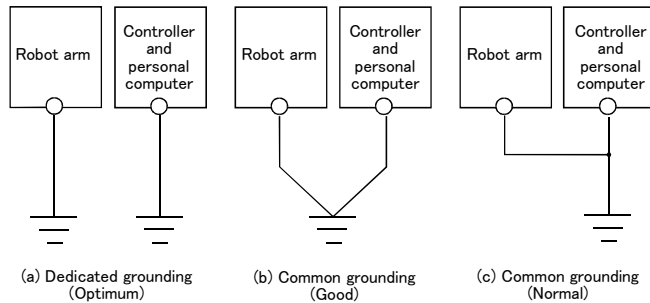 Robot arm
Controller
and
personal
computer
Robot arm
Controller
and
personal
computer
Robot arm
Controller
and
personal
computer
(a) Dedicated grounding
(Optimum)
(b) Common grounding
(Good)
(c) Common grounding
(Normal)